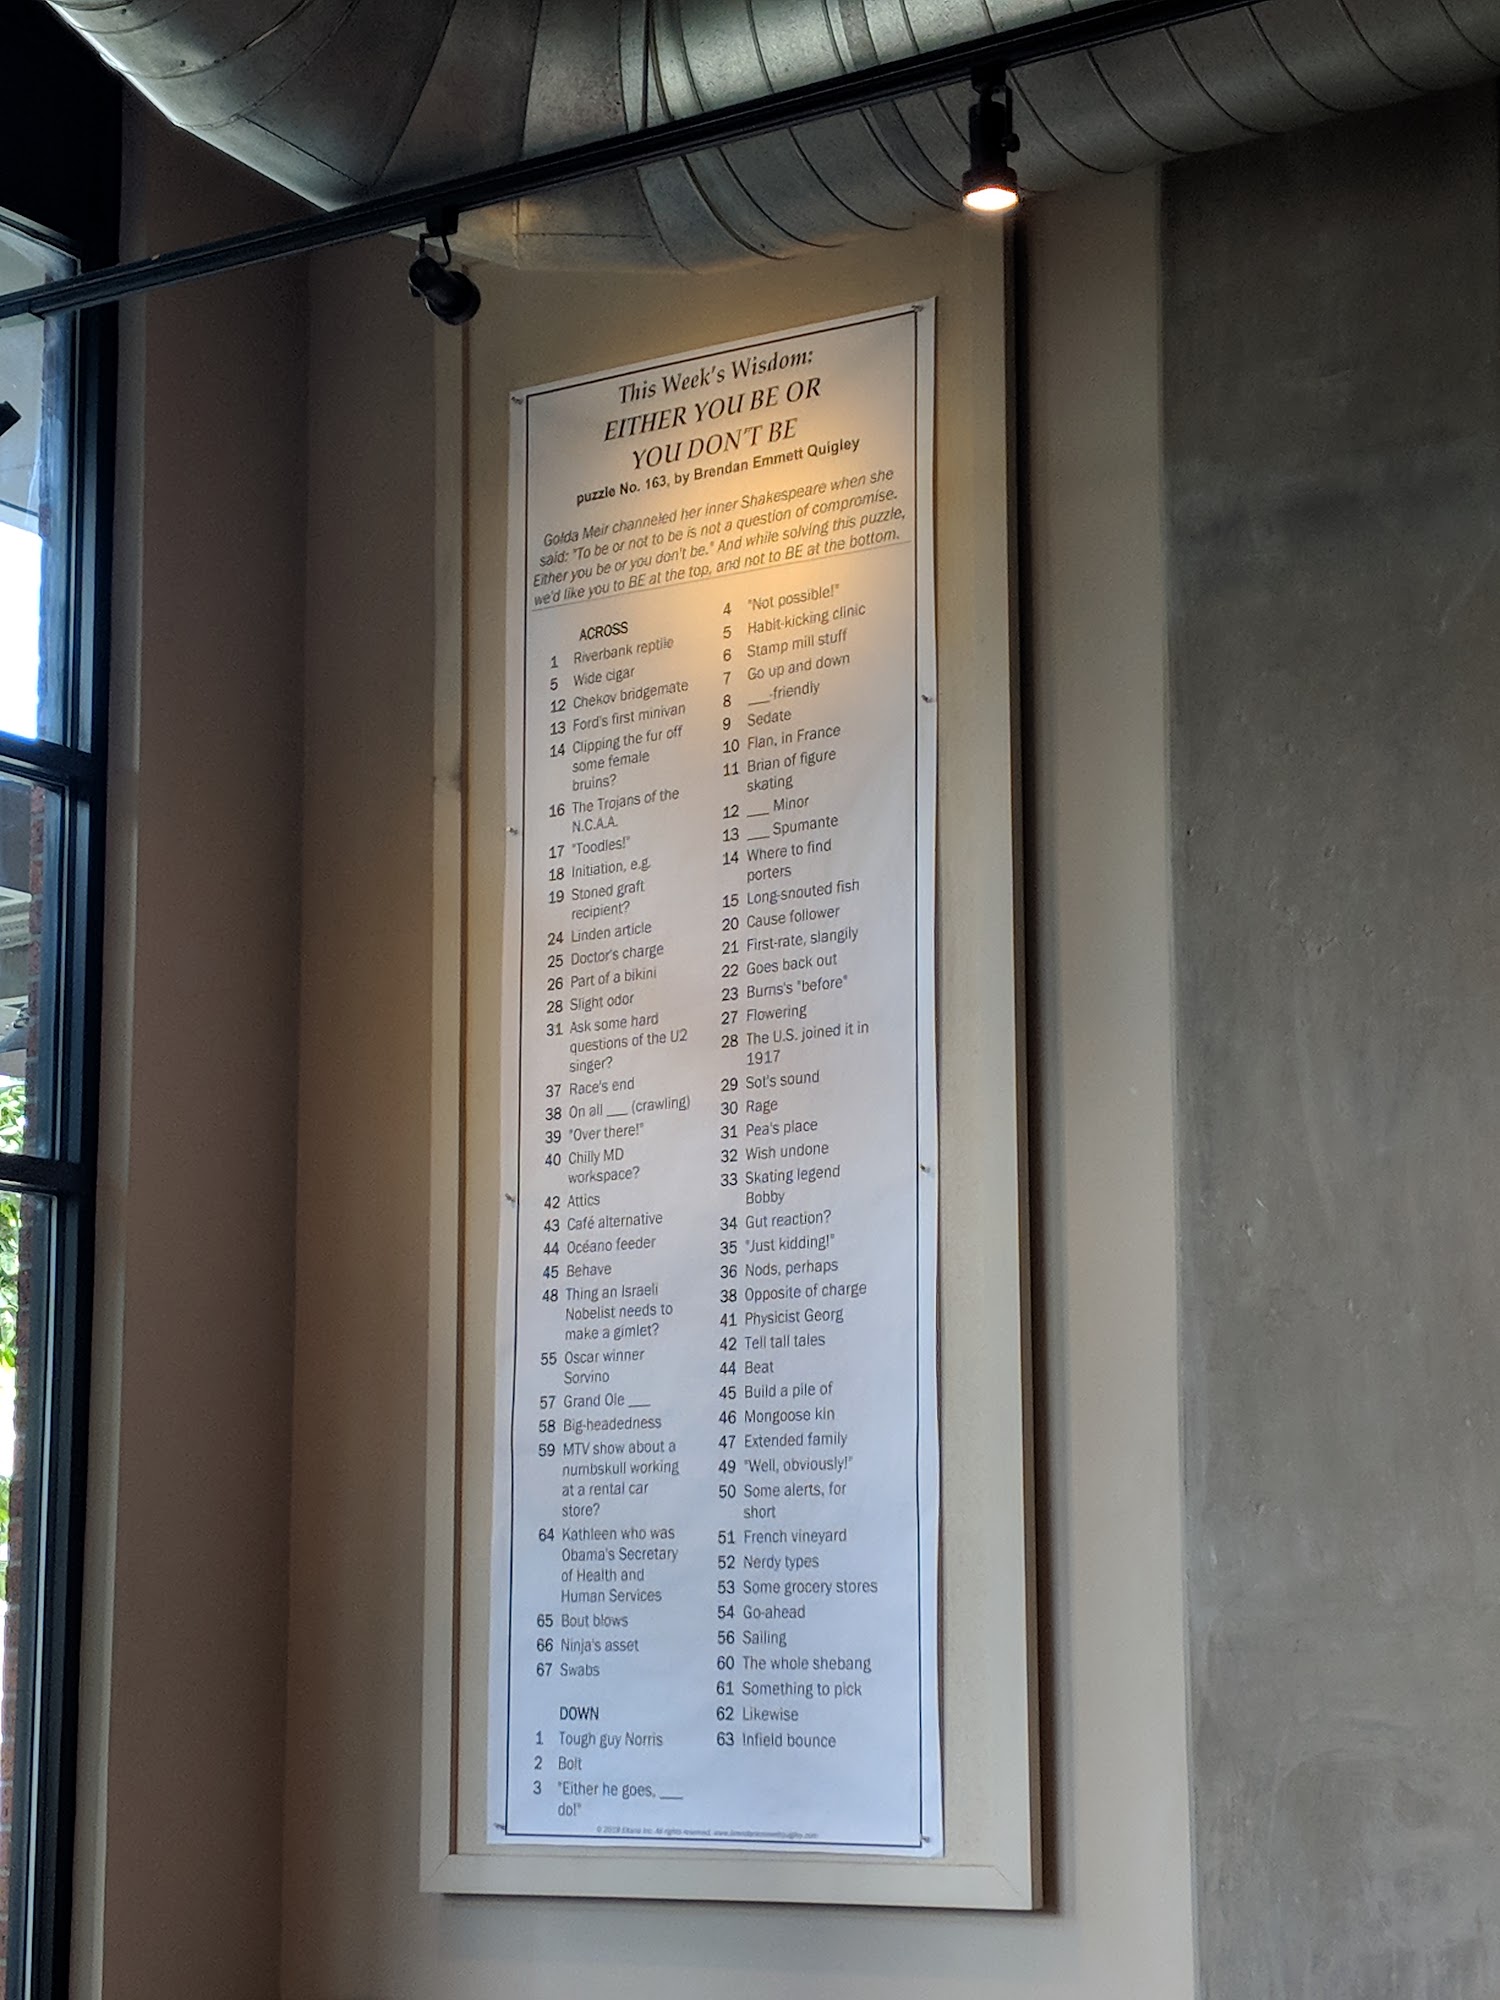 This Week's Wisdom:
EITHER YOU BE OR
YOU DON'T BE
puzzle No. 163, by Brendan Emmett Quigley
Golda Meir channeled her inner Shakespeare when she
said: "To be or not to be is not a question of compromise.
Either you be or you don't be." And while solving this puzzle,
we'd like you to BE at the top, and not to BE at the bottom.
ACROSS
1 Riverbank reptile
5 Wide cigar
12 Chekov bridgemate
13 Ford's first minivan
14 Clipping the fur off
some female
bruins?
16 The Trojans of the
N.C.A.A.
17 "Toodles!"
18 Initiation, e.g.
19 Stoned graft
recipient?
24 Linden article
25 Doctor's charge
26 Part of a bikini
28 Slight odor
31 Ask some hard
questions of the U2
singer?
37 Race's end
38 On all ___ (crawling)
39 "Over there!"
40 Chilly MD
workspace?
42 Attics
43 Café alternative
44 Océano feeder
45 Behave
48 Thing an Israeli
Nobelist needs to
make a gimlet?
55 Oscar winner
Sorvino
57 Grand Ole ___
58 Big-headedness
59 MTV show about a
numbskull working
at a rental car
store?
64 Kathleen who was
Obama's Secretary
of Health and
Human Services
65 Bout blows
66 Ninja's asset
67 Swabs
DOWN
1 Tough guy Norris
2 Bolt
3 "Either he goes, ___
do!"
4 "Not possible!"
5 Habit-kicking clinic
6 Stamp mill stuff
7 Go up and down
8 ___-friendly
9 Sedate
10 Flan, in France
11 Brian of figure
skating
12 ___ Minor
13 ___ Spumante
14 Where to find
porters
15 Long-snouted fish
20 Cause follower
21 First-rate, slangily
22 Goes back out
23 Burns's "before"
27 Flowering
28 The U.S. joined it in
1917
29 Sot's sound
30 Rage
31 Pea's place
32 Wish undone
33 Skating legend
Bobby
34 Gut reaction?
35 "Just kidding!"
36 Nods, perhaps
38 Opposite of charge
41 Physicist Georg
42 Tell tall tales
44 Beat
45 Build a pile of
46 Mongoose kin
47 Extended family
49 "Well, obviously!"
50 Some alerts, for
short
51 French vineyard
52 Nerdy types
53 Some grocery stores
54 Go-ahead
56 Sailing
60 The whole shebang
61 Something to pick
62 Likewise
63 Infield bounce
Inc. All rights reserved. www.brendanemmettquigley.com